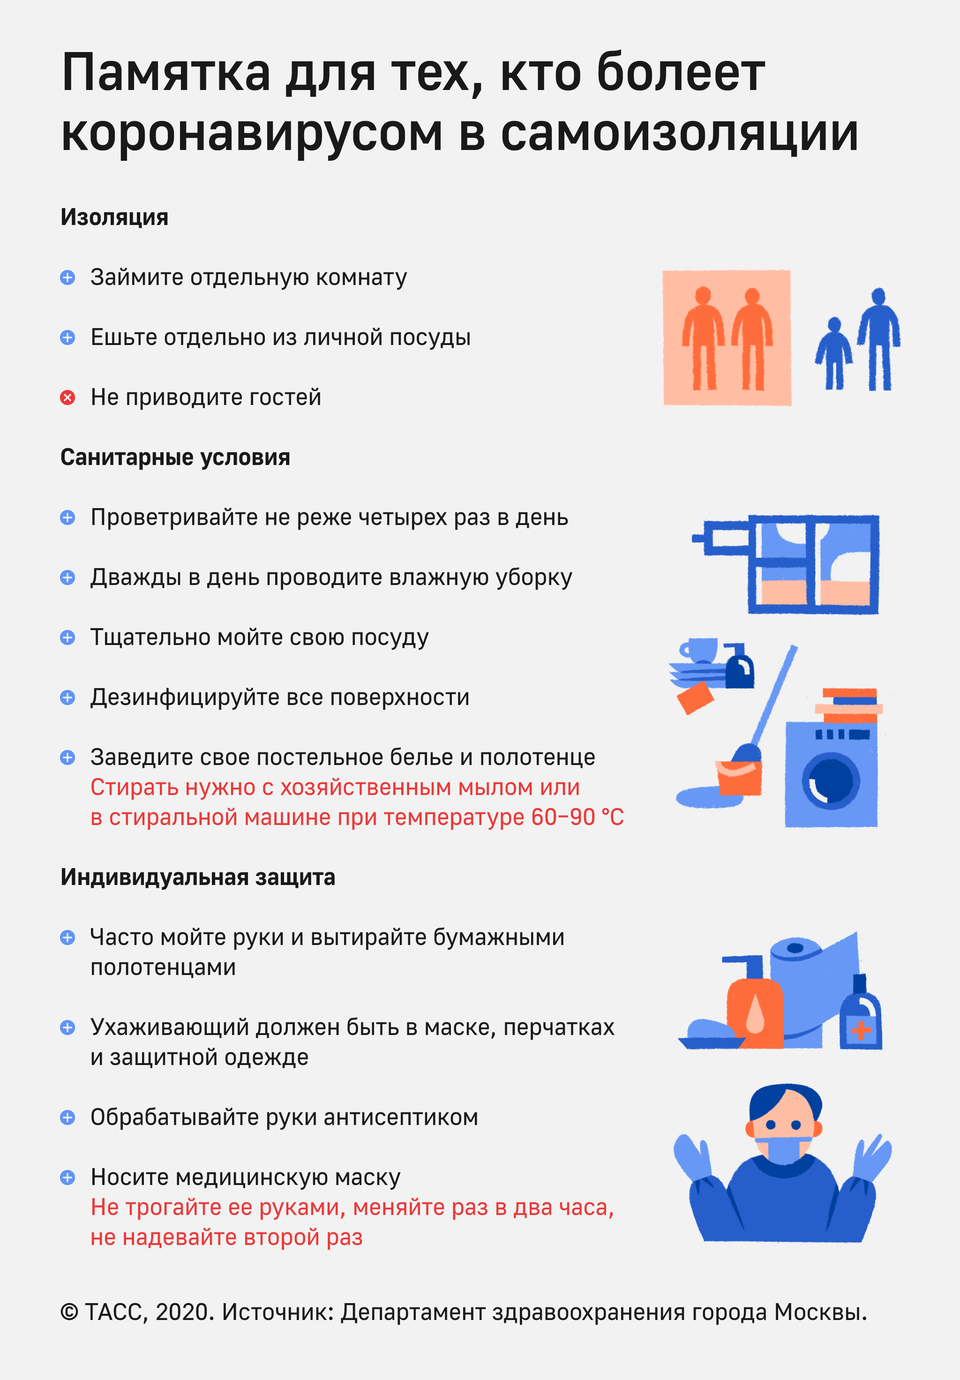 Памятка для тех, кто болеет
коронавирусом в самоизоляции
Изоляция
Займите отдельную комнату
Ешьте отдельно из личной посуды
Не приводите гостей
Санитарные условия
Проветривайте не реже четырех раз в день
Дважды в день проводите влажную уборку
Тщательно мойте свою посуду
Дезинфицируйте все поверхности
Заведите свое постельное белье и полотенце
Стирать нужно с хозяйственным мылом или
в стиральной машине при температуре 60–90 °C
Индивидуальная защита
Часто мойте руки и вытирайте бумажными
полотенцами
Ухаживающий должен быть в маске, перчатках
и защитной одежде
Обрабатывайте руки антисептиком
Носите медицинскую маску
Не трогайте ее руками, меняйте раз в два часа,
не надевайте второй раз
© ТАСС, 2020. Источник: Департамент здравоохранения города Москвы.